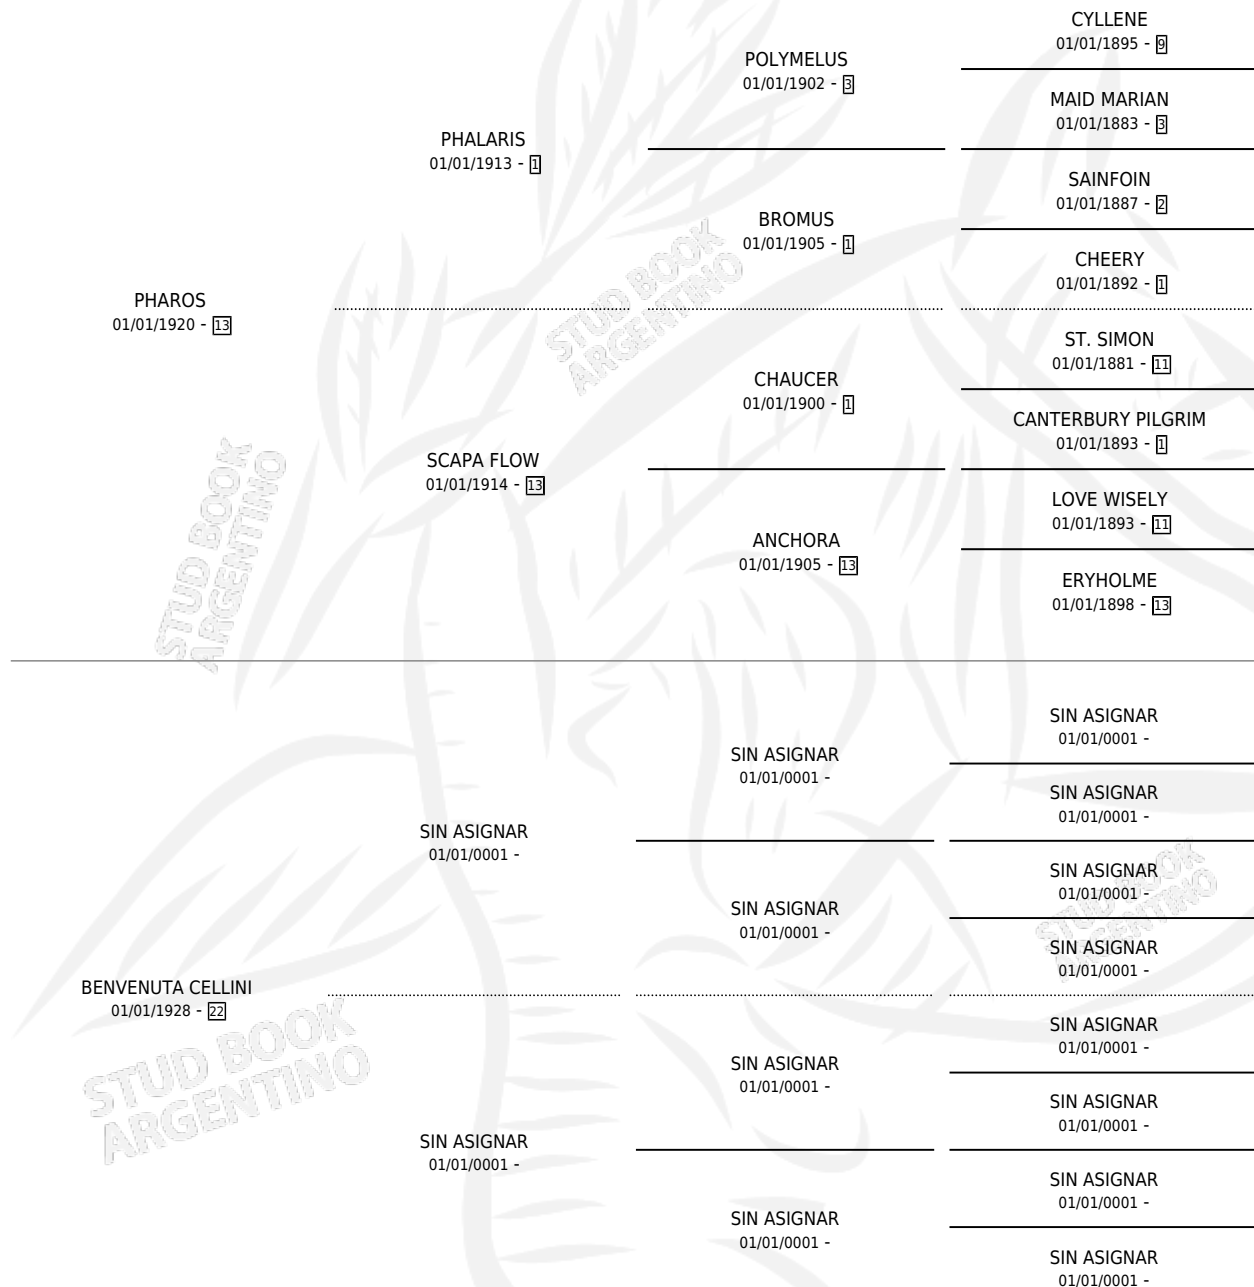 CYLLENE
01/01/1895 - 9
POLYMELUS
01/01/1902 - 3
MAID MARIAN
01/01/1883 - 3
PHALARIS
01/01/1913 - 1
SAINFOIN
01/01/1887 - 2
BROMUS
01/01/1905 - 1
CHEERY
01/01/1892 - 1
PHAROS
01/01/1920 - 13
ST. SIMON
01/01/1881 - 11
CHAUCER
01/01/1900 - 1
CANTERBURY PILGRIM
01/01/1893 - 1
SCAPA FLOW
01/01/1914 - 13
LOVE WISELY
01/01/1893 - 11
ANCHORA
01/01/1905 - 13
ERYHOLME
01/01/1898 - 13
STUD BOOK
ARGENTINO
STUD BOOK
ARGENTINO
SIN ASIGNAR
01/01/0001 -
SIN ASIGNAR
01/01/0001 -
SIN ASIGNAR
01/01/0001 -
SIN ASIGNAR
01/01/0001 -
SIN ASIGNAR
01/01/0001 -
SIN ASIGNAR
01/01/0001 -
SIN ASIGNAR
01/01/0001 -
BENVENUTA CELLINI
01/01/1928 - 22
SIN ASIGNAR
01/01/0001 -
SIN ASIGNAR
01/01/0001 -
SIN ASIGNAR
01/01/0001 -
SIN ASIGNAR
01/01/0001 -
SIN ASIGNAR
01/01/0001 -
SIN ASIGNAR
01/01/0001 -
SIN ASIGNAR
01/01/0001 -
STUD BOOK
ARGENTINO
STUD BOOK
ARGENTINO